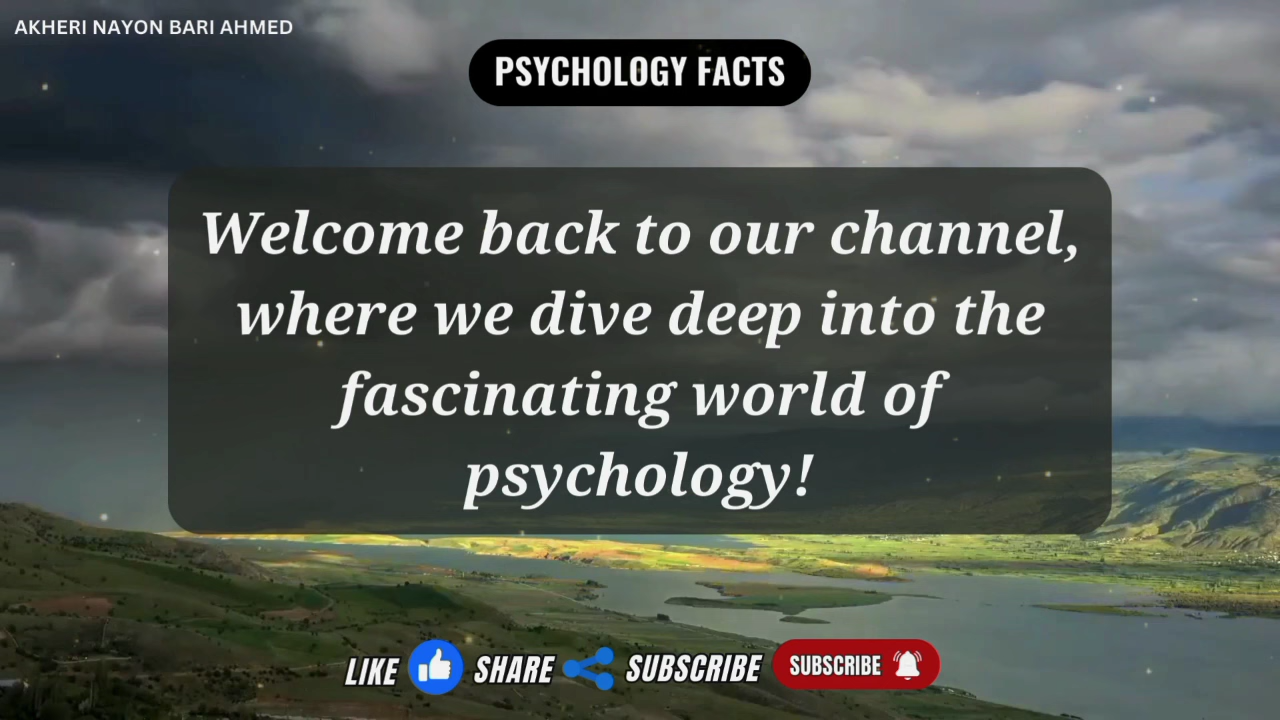 AKHERI NAYON BARI AHMED
PSYCHOLOGY FACTS
Welcome back to our channel,
where we dive deep into the
fascinating world of
psychology!
LIKE SHARE SUBSCRIBE SUBSCRIBE